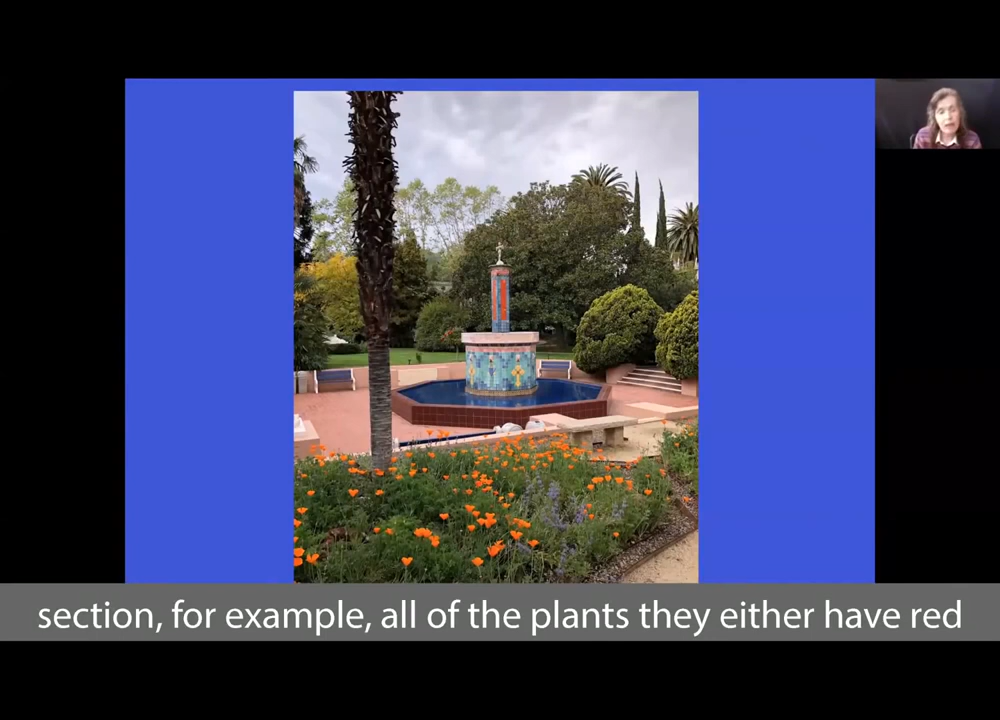 section, for example, all of the plants they either have red